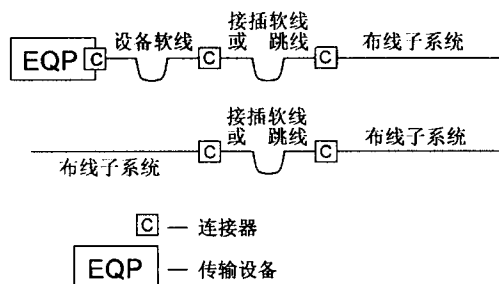 接插软线
设备软线 或 跳线 布线子系统
EQP C C C
接插软线
或 跳线 布线子系统
C C
布线子系统
C — 连接器
EQP — 传输设备